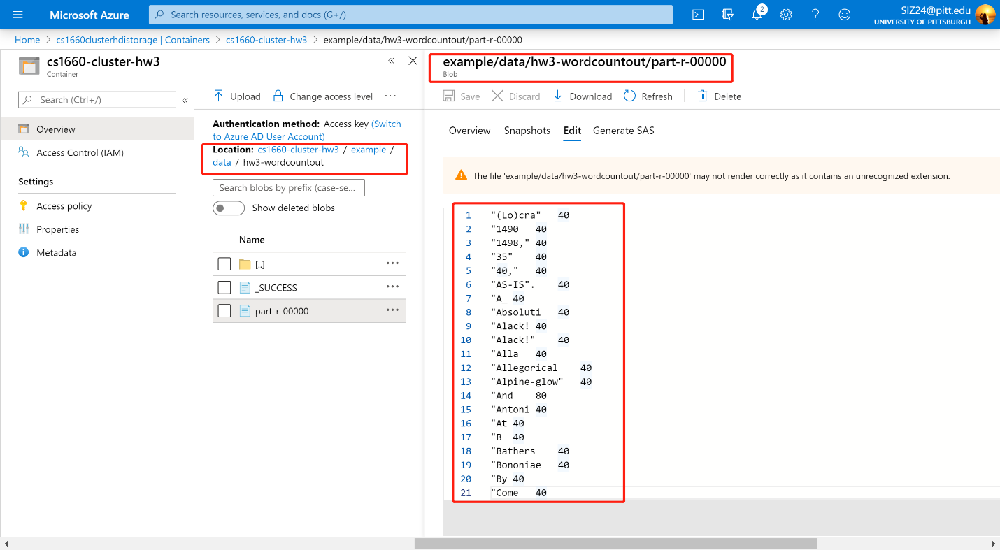 Microsoft Azure
Search resources, services, and docs (G+/)
2
SIZ24@pitt.edu
UNIVERSITY OF PITTSBURGH
Home > cs1660clusterhdistorage | Containers > cs1660-cluster-hw3 > example/data/hw3-wordcountout/part-r-00000
cs1660-cluster-hw3
Container
Search (Ctrl+/)
Overview
Access Control (IAM)
Settings
Access policy
Properties
Metadata
Upload Change access level ...
Authentication method: Access key (Switch
to Azure AD User Account)
Location: cs1660-cluster-hw3 / example /
data / hw3-wordcountout
Search blobs by prefix (case-se...
Show deleted blobs
Name
[..]
_SUCCESS
part-r-00000
example/data/hw3-wordcountout/part-r-00000
Blob
Save Discard Download Refresh Delete
Overview Snapshots Edit Generate SAS
The file 'example/data/hw3-wordcountout/part-r-00000' may not render correctly as it contains an unrecognized extension.
1 "(Lo)cra" 40
2 "1490 40
3 "1498," 40
4 "35" 40
5 "40," 40
6 "AS-IS". 40
7 "A_ 40
8 "Absoluti 40
9 "Alack! 40
10 "Alack!" 40
11 "Alla 40
12 "Allegorical 40
13 "Alpine-glow" 40
14 "And 80
15 "Antoni 40
16 "At 40
17 "B_ 40
18 "Bathers 40
19 "Bononiae 40
20 "By 40
21 "Come 40